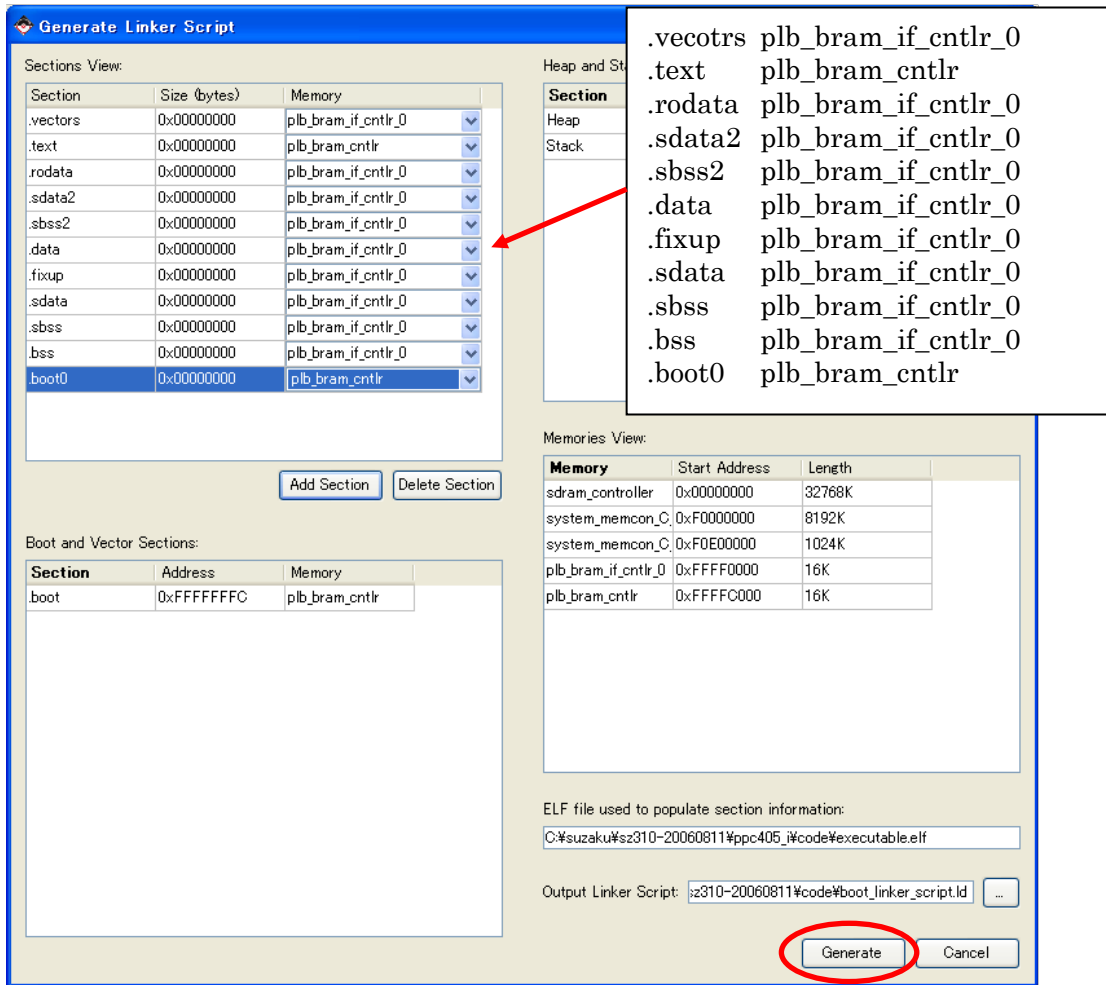 Generate Linker Script
Sections View:
Section Size (bytes) Memory
.vectors 0x00000000 plb_bram_if_cntlr_0
.text 0x00000000 plb_bram_cntlr
.rodata 0x00000000 plb_bram_if_cntlr_0
.sdata2 0x00000000 plb_bram_if_cntlr_0
.sbss2 0x00000000 plb_bram_if_cntlr_0
.data 0x00000000 plb_bram_if_cntlr_0
.fixup 0x00000000 plb_bram_if_cntlr_0
.sdata 0x00000000 plb_bram_if_cntlr_0
.sbss 0x00000000 plb_bram_if_cntlr_0
.bss 0x00000000 plb_bram_if_cntlr_0
.boot0 0x00000000 plb_bram_cntlr
Add Section Delete Section
Heap and St
Section
Heap
Stack
.vecotrs plb_bram_if_cntlr_0
.text plb_bram_cntlr
.rodata plb_bram_if_cntlr_0
.sdata2 plb_bram_if_cntlr_0
.sbss2 plb_bram_if_cntlr_0
.data plb_bram_if_cntlr_0
.fixup plb_bram_if_cntlr_0
.sdata plb_bram_if_cntlr_0
.sbss plb_bram_if_cntlr_0
.bss plb_bram_if_cntlr_0
.boot0 plb_bram_cntlr
Boot and Vector Sections:
Section Address Memory
.boot 0xFFFFFFFC plb_bram_cntlr
Memories View:
Memory Start Address Length
sdram_controller 0x00000000 32768K
system_memcon_C 0xF0000000 8192K
system_memcon_C 0xF0E00000 1024K
plb_bram_if_cntlr_0 0xFFFF0000 16K
plb_bram_cntlr 0xFFFFC000 16K
ELF file used to populate section information:
C:¥suzaku¥sz310-20060811¥ppc405_i¥code¥executable.elf
Output Linker Script: sz310-20060811¥code¥boot_linker_script.ld ...
Generate Cancel